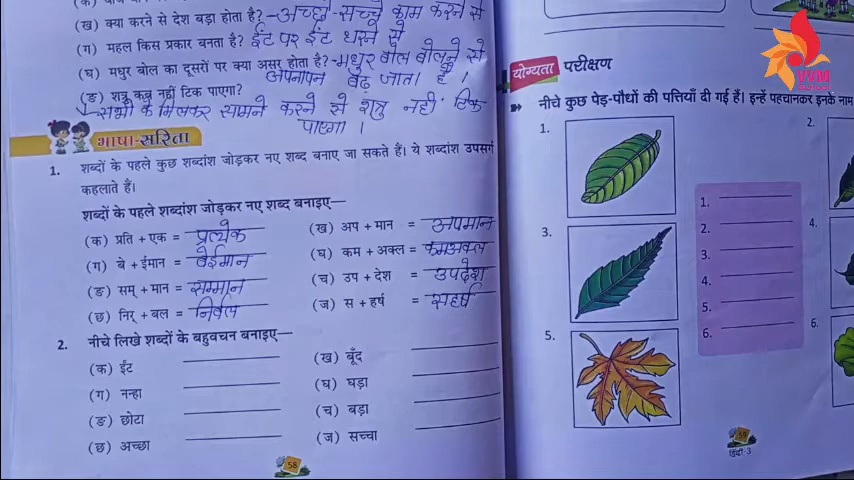 (ख) क्या करने से देश बड़ा होता है? -अच्छे-सच्चे काम करने से
(ग) महल किस प्रकार बनता है? ईंट पर ईंट धरने से
(घ) मधुर बोल का दूसरों पर क्या असर होता है? -मधुर बोल बोलने से
अपनापन बढ़ जाता है।
(ङ) शत्रु कब नहीं टिक पाएगा?
सभी के मिलकर सामने करने से शत्रु नही टिक
पाएगा।
भाषा-सरिता
1. शब्दों के पहले कुछ शब्दांश जोड़कर नए शब्द बनाए जा सकते हैं। ये शब्दांश उपसर्ग
कहलाते हैं।
शब्दों के पहले शब्दांश जोड़कर नए शब्द बनाइए—
(क) प्रति + एक = प्रत्येक (ख) अप + मान = अपमान
(ग) बे + ईमान = बेईमान (घ) कम + अक्ल = कमअक्ल
(ङ) सम् + मान = सम्मान (च) उप + देश = उपदेश
(छ) निर् + बल = निर्बल (ज) स + हर्ष = सहर्ष
2. नीचे लिखे शब्दों के बहुवचन बनाइए—
(क) ईंट (ख) बूँद
(ग) नन्हा (घ) घड़ा
(ङ) छोटा (च) बड़ा
(छ) अच्छा (ज) सच्चा
58
योग्यता परीक्षण
नीचे कुछ पेड़-पौधों की पत्तियाँ दी गई हैं। इन्हें पहचानकर इनके नाम
1. 2.
3. 4.
5. 6.
1.
2.
3.
4.
5.
6.
हिंदी-3
VVM